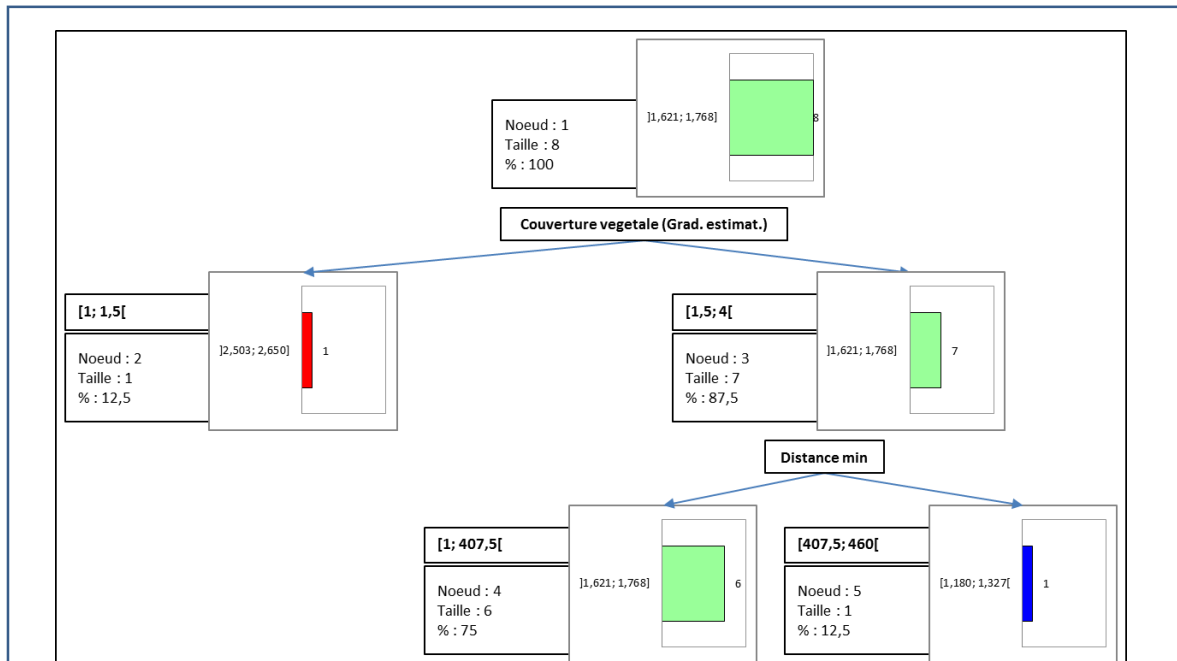 ]1,621; 1,768]
8
Noeud : 1
Taille : 8
% : 100
Couverture vegetale (Grad. estimat.)
[1; 1,5[
Noeud : 2
Taille : 1
% : 12,5
]2,503; 2,650]
1
[1,5; 4[
Noeud : 3
Taille : 7
% : 87,5
]1,621; 1,768]
7
Distance min
[1; 407,5[
Noeud : 4
Taille : 6
% : 75
]1,621; 1,768]
6
[407,5; 460[
Noeud : 5
Taille : 1
% : 12,5
[1,180; 1,327[
1